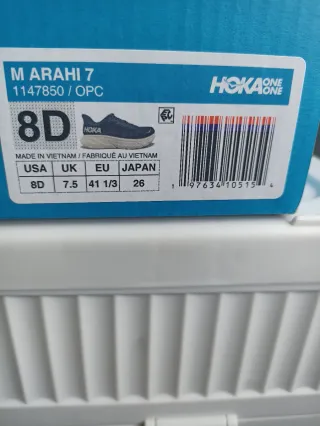 M ARAHI 7
1147850 / OPC
HOKA ONE ONE
8D
HOKA
MADE IN VIETNAM / FABRIQUÉ AU VIETNAM
USA UK EU JAPAN
8D 7.5 41 1/3 26
1 97634 10515 4